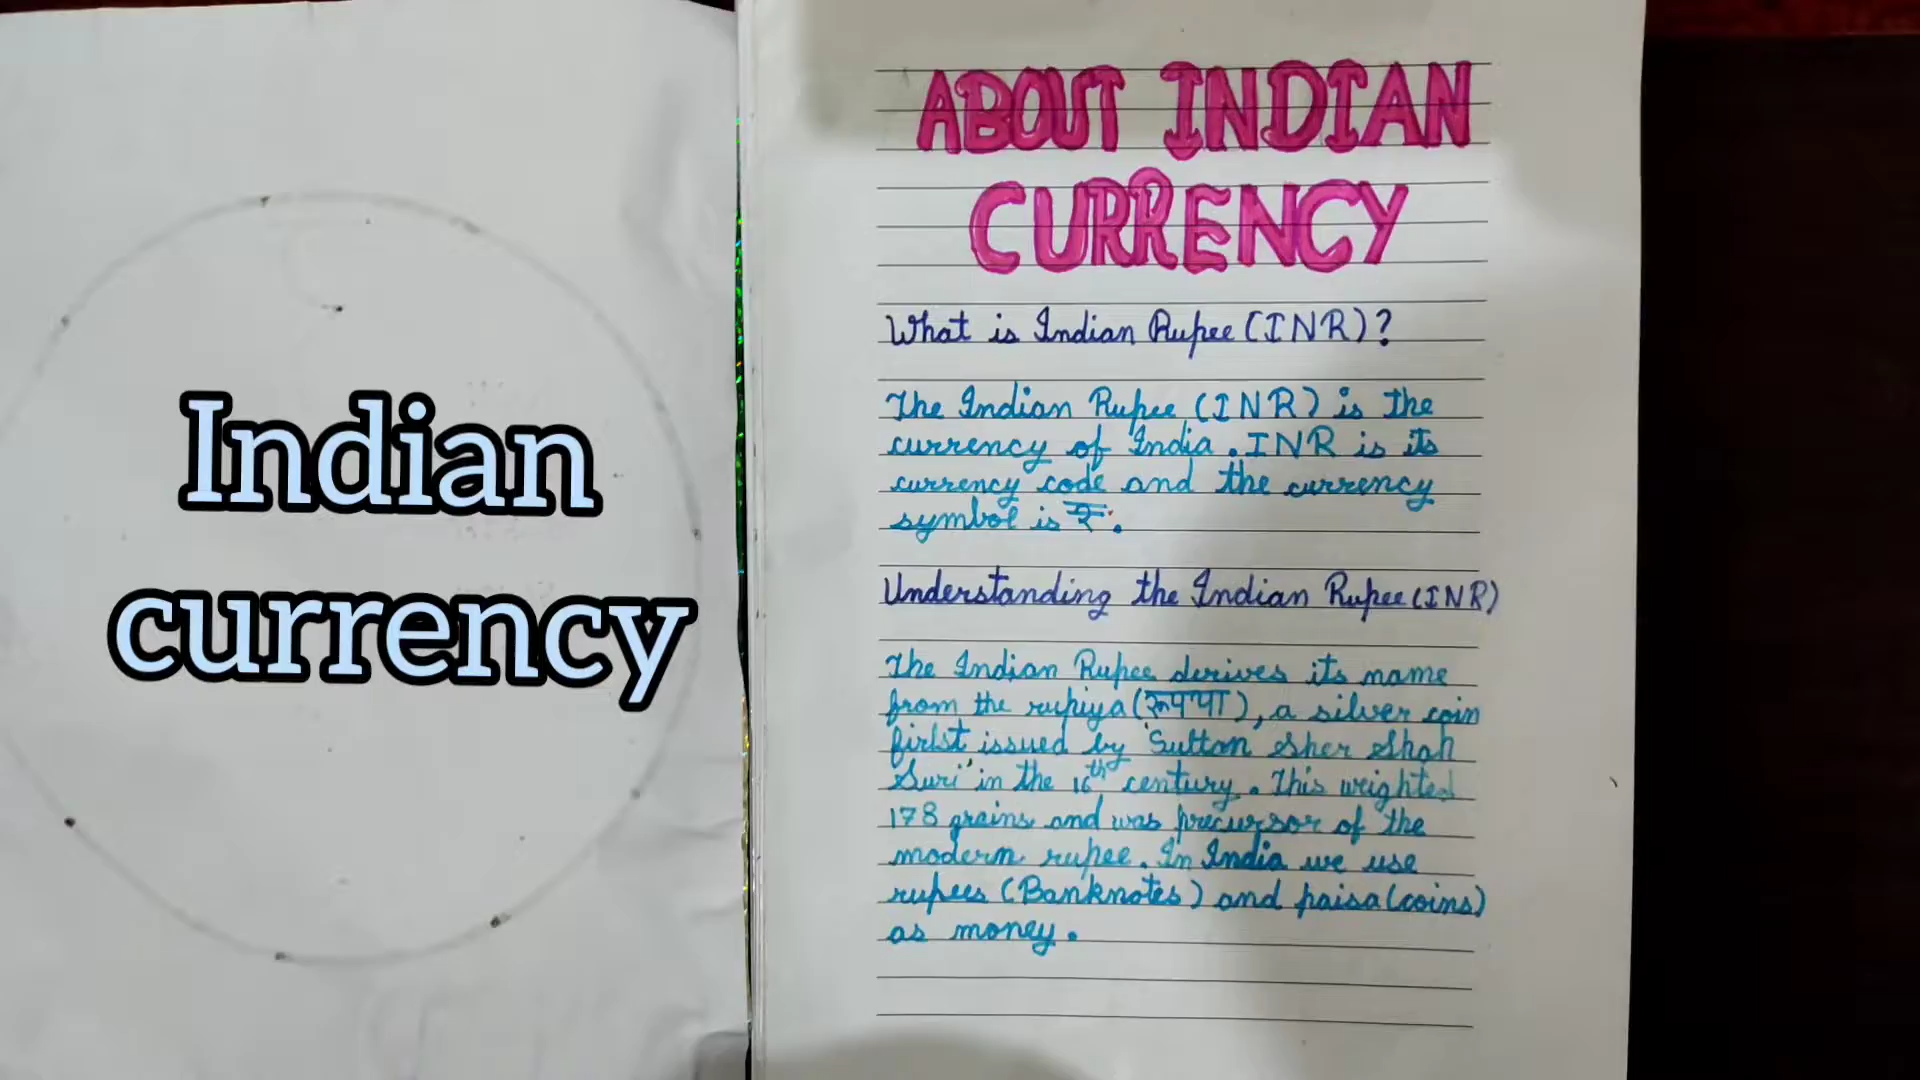 Indian
currency
ABOUT INDIAN
CURRENCY
What is Indian Rupee (INR)?
The Indian Rupee (INR) is the
currency of India. INR is its
currency code and the currency
symbol is ₹.
Understanding the Indian Rupee (INR)
The Indian Rupee derives its name
from the rupiya (रूपया), a silver coin
first issued by 'Sultan Sher Shah
Suri' in the 16th century. This weighted
178 grains and was precursor of the
modern rupee. In India we use
rupees (Banknotes) and paisa (coins)
as money.